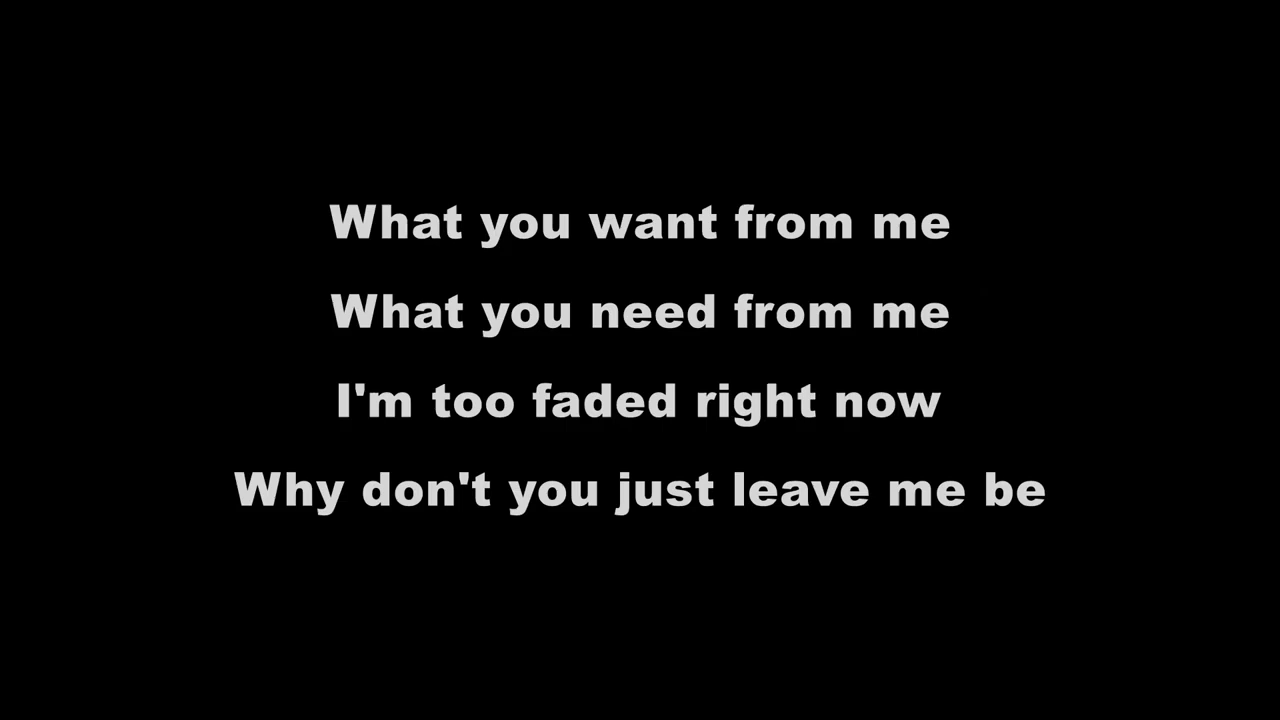 What you want from me
What you need from me
I'm too faded right now
Why don't you just leave me be